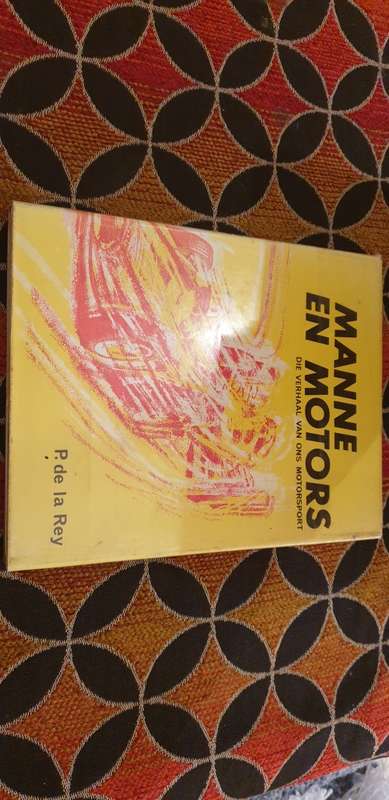 MANNE
EN MOTORS
DIE VERHAAL VAN ONS MOTORSPORT
P. de la Rey